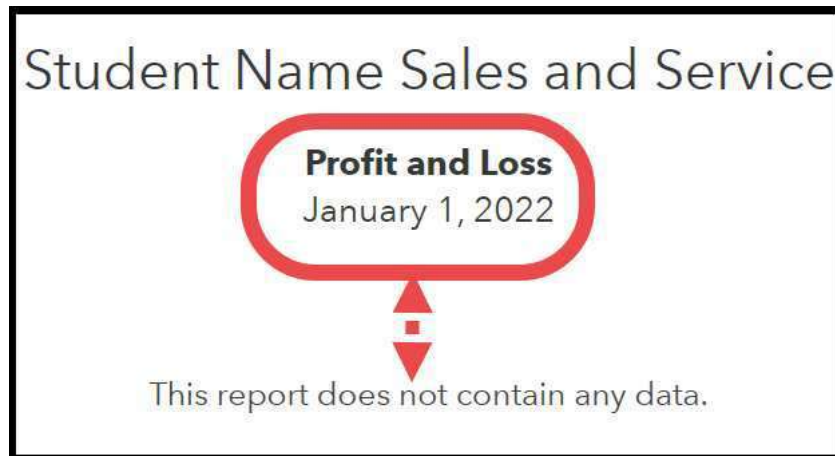 Student Name Sales and Service
Profit and Loss
January 1, 2022
This report does not contain any data.